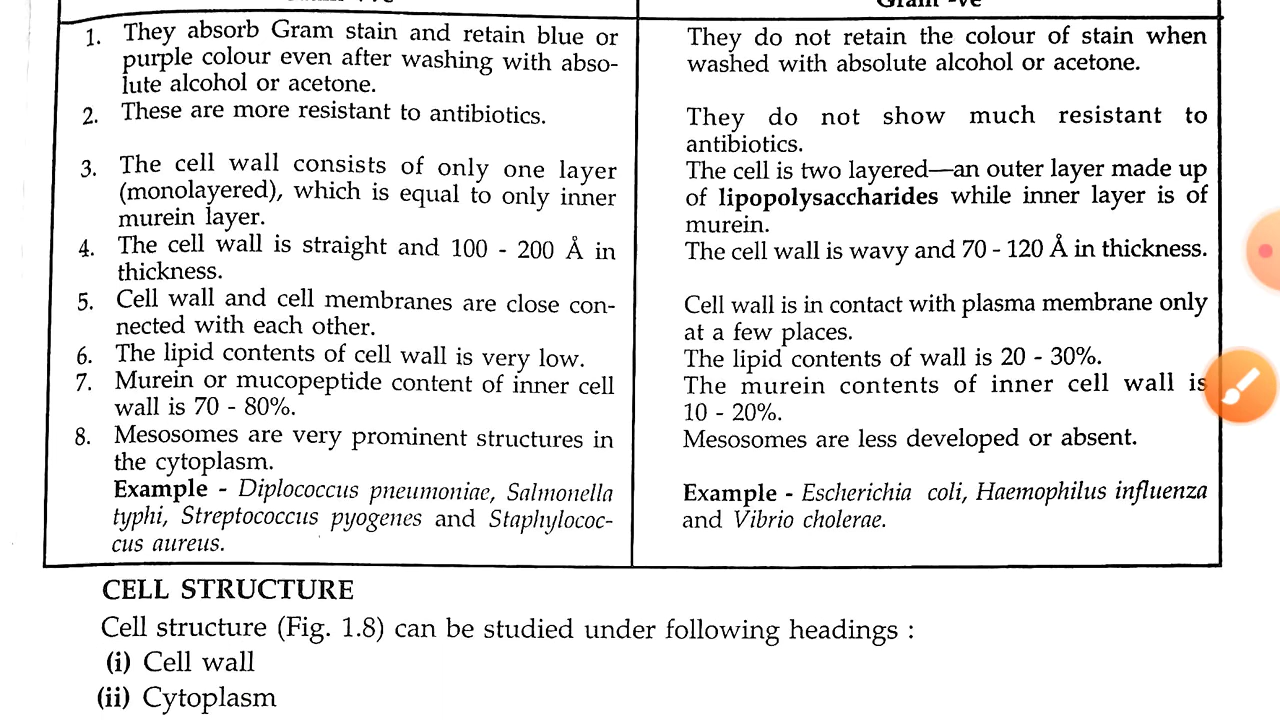 Gram -ve
1. They absorb Gram stain and retain blue or
purple colour even after washing with abso-
lute alcohol or acetone.
They do not retain the colour of stain when
washed with absolute alcohol or acetone.
2. These are more resistant to antibiotics.
They do not show much resistant to
antibiotics.
3. The cell wall consists of only one layer
(monolayered), which is equal to only inner
murein layer.
The cell is two layered—an outer layer made up
of lipopolysaccharides while inner layer is of
murein.
4. The cell wall is straight and 100 - 200 Å in
thickness.
The cell wall is wavy and 70 - 120 Å in thickness.
5. Cell wall and cell membranes are close con-
nected with each other.
Cell wall is in contact with plasma membrane only
at a few places.
6. The lipid contents of cell wall is very low.
The lipid contents of wall is 20 - 30%.
7. Murein or mucopeptide content of inner cell
wall is 70 - 80%.
The murein contents of inner cell wall is
10 - 20%.
8. Mesosomes are very prominent structures in
the cytoplasm.
Mesosomes are less developed or absent.
Example - Diplococcus pneumoniae, Salmonella
typhi, Streptococcus pyogenes and Staphylococ-
cus aureus.
Example - Escherichia coli, Haemophilus influenza
and Vibrio cholerae.
CELL STRUCTURE
Cell structure (Fig. 1.8) can be studied under following headings :
(i) Cell wall
(ii) Cytoplasm